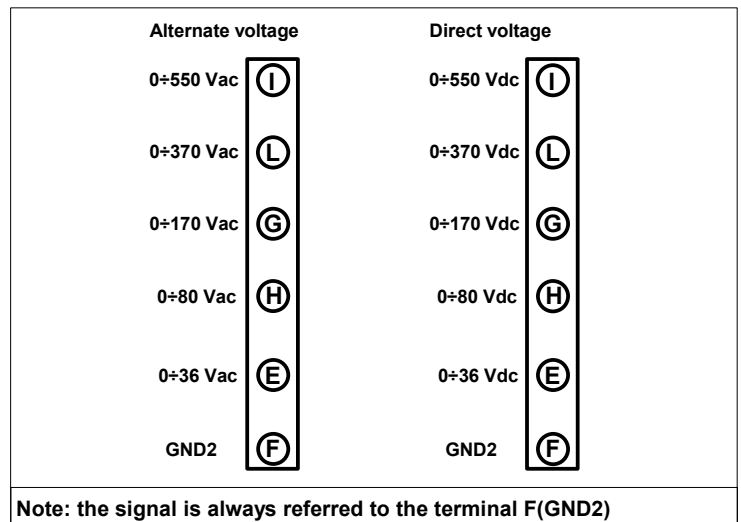 Alternate voltage Direct voltage
0÷550 Vac I 0÷550 Vdc I
0÷370 Vac L 0÷370 Vdc L
0÷170 Vac G 0÷170 Vdc G
0÷80 Vac H 0÷80 Vdc H
0÷36 Vac E 0÷36 Vdc E
GND2 F GND2 F
Note: the signal is always referred to the terminal F(GND2)